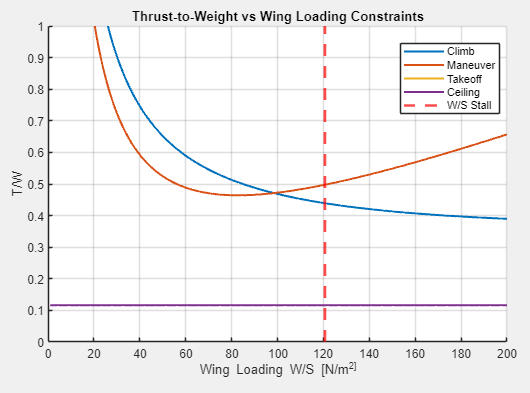 Thrust-to-Weight vs Wing Loading Constraints
1
0.9
0.8
0.7
0.6
0.5
0.4
0.3
0.2
0.1
0
T/W
Climb
Maneuver
Takeoff
Ceiling
W/S Stall
0 20 40 60 80 100 120 140 160 180 200
Wing Loading W/S [N/m²]